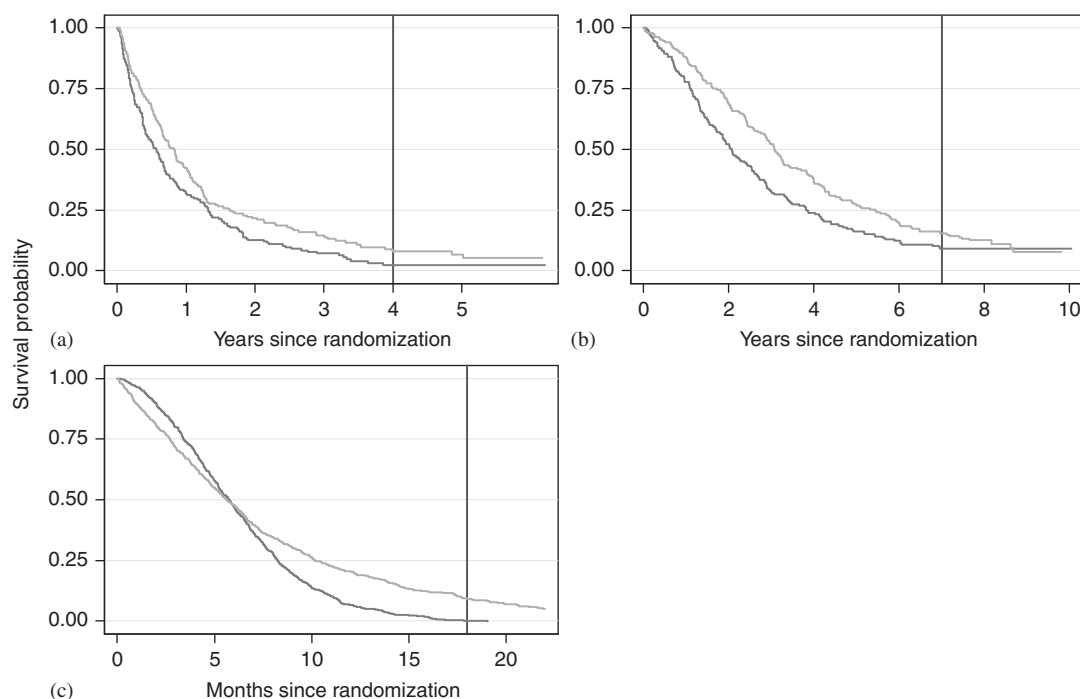 Survival probability
1.00
0.75
0.50
0.25
0.00
0 1 2 3 4 5
(a) Years since randomization
1.00
0.75
0.50
0.25
0.00
0 2 4 6 8 10
(b) Years since randomization
1.00
0.75
0.50
0.25
0.00
0 5 10 15 20
(c) Months since randomization